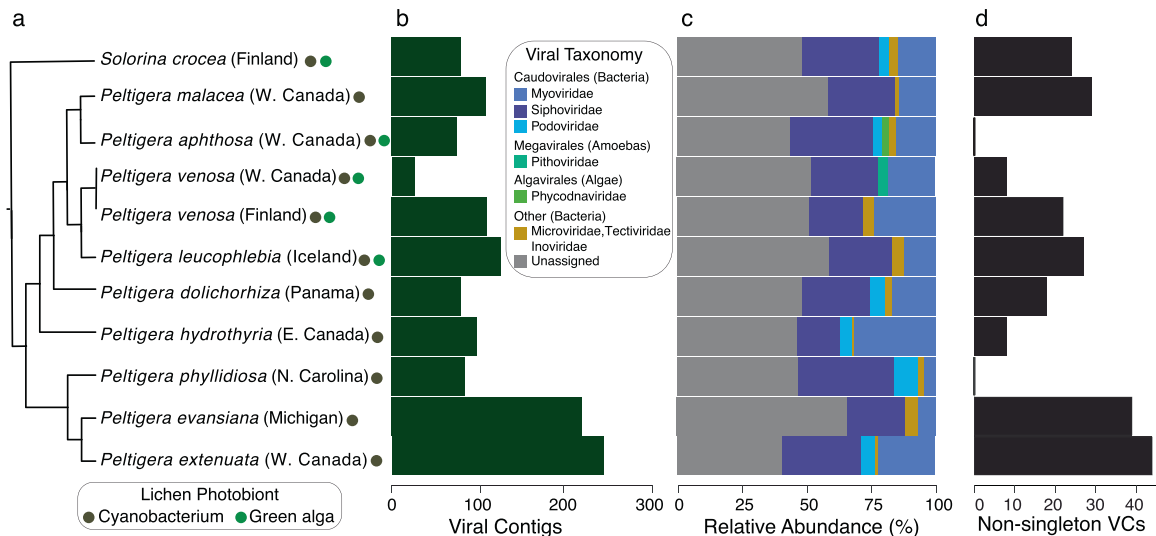 a
b
c
d
Solorina crocea (Finland)
Peltigera malacea (W. Canada)
Peltigera aphthosa (W. Canada)
Peltigera venosa (W. Canada)
Peltigera venosa (Finland)
Peltigera leucophlebia (Iceland)
Peltigera dolichorhiza (Panama)
Peltigera hydrothyria (E. Canada)
Peltigera phyllidiosa (N. Carolina)
Peltigera evansiana (Michigan)
Peltigera extenuata (W. Canada)
Lichen Photobiont
Cyanobacterium Green alga
Viral Taxonomy
Caudovirales (Bacteria)
Myoviridae
Siphoviridae
Podoviridae
Megavirales (Amoebas)
Pithoviridae
Algavirales (Algae)
Phycodnaviridae
Other (Bacteria)
Microviridae,Tectiviridae
Inoviridae
Unassigned
0 100 200 300
Viral Contigs
0 25 50 75 100
Relative Abundance (%)
0 10 20 30 40
Non-singleton VCs